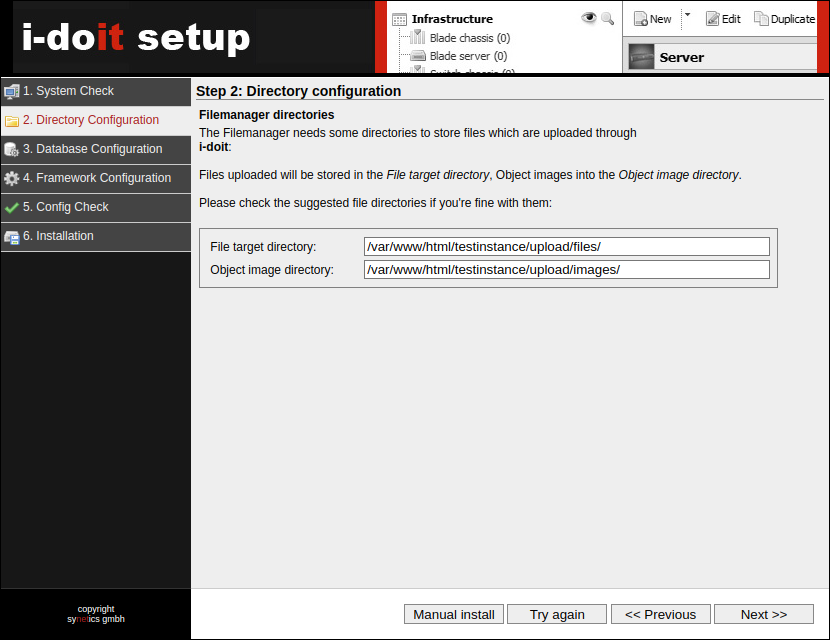 i-doit setup
Infrastructure
Blade chassis (0)
Blade server (0)
Switch chassis (0)
New
Edit
Duplicate
Server
1. System Check
2. Directory Configuration
3. Database Configuration
4. Framework Configuration
5. Config Check
6. Installation
Step 2: Directory configuration
Filemanager directories
The Filemanager needs some directories to store files which are uploaded through
i-doit:
Files uploaded will be stored in the File target directory, Object images into the Object image directory.
Please check the suggested file directories if you're fine with them:
File target directory: /var/www/html/testinstance/upload/files/
Object image directory: /var/www/html/testinstance/upload/images/
copyright
synetics gmbh
Manual install
Try again
<< Previous
Next >>